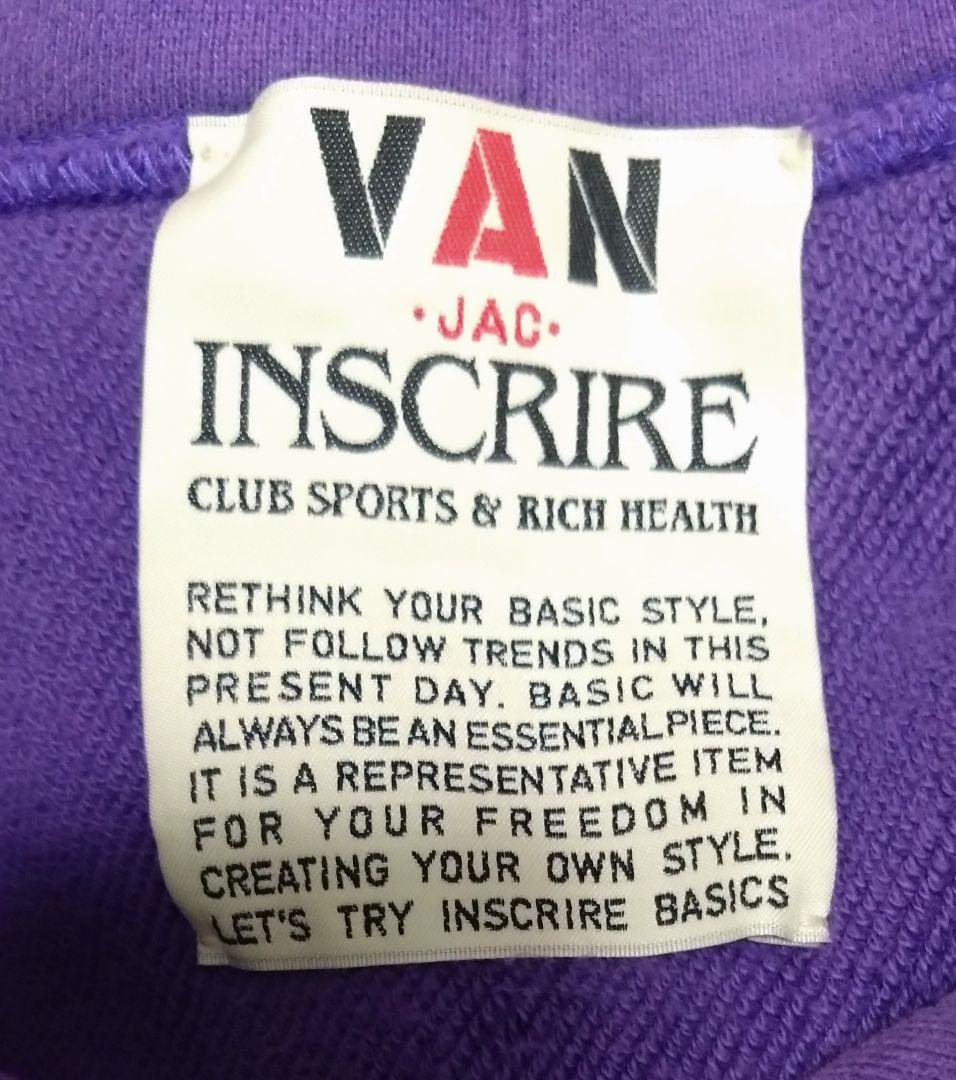 VAN
·JAC·
INSCRIRE
CLUB SPORTS & RICH HEALTH
RETHINK YOUR BASIC STYLE,
NOT FOLLOW TRENDS IN THIS
PRESENT DAY. BASIC WILL
ALWAYS BE AN ESSENTIAL PIECE.
IT IS A REPRESENTATIVE ITEM
FOR YOUR FREEDOM IN
CREATING YOUR OWN STYLE.
LET'S TRY INSCRIRE BASICS